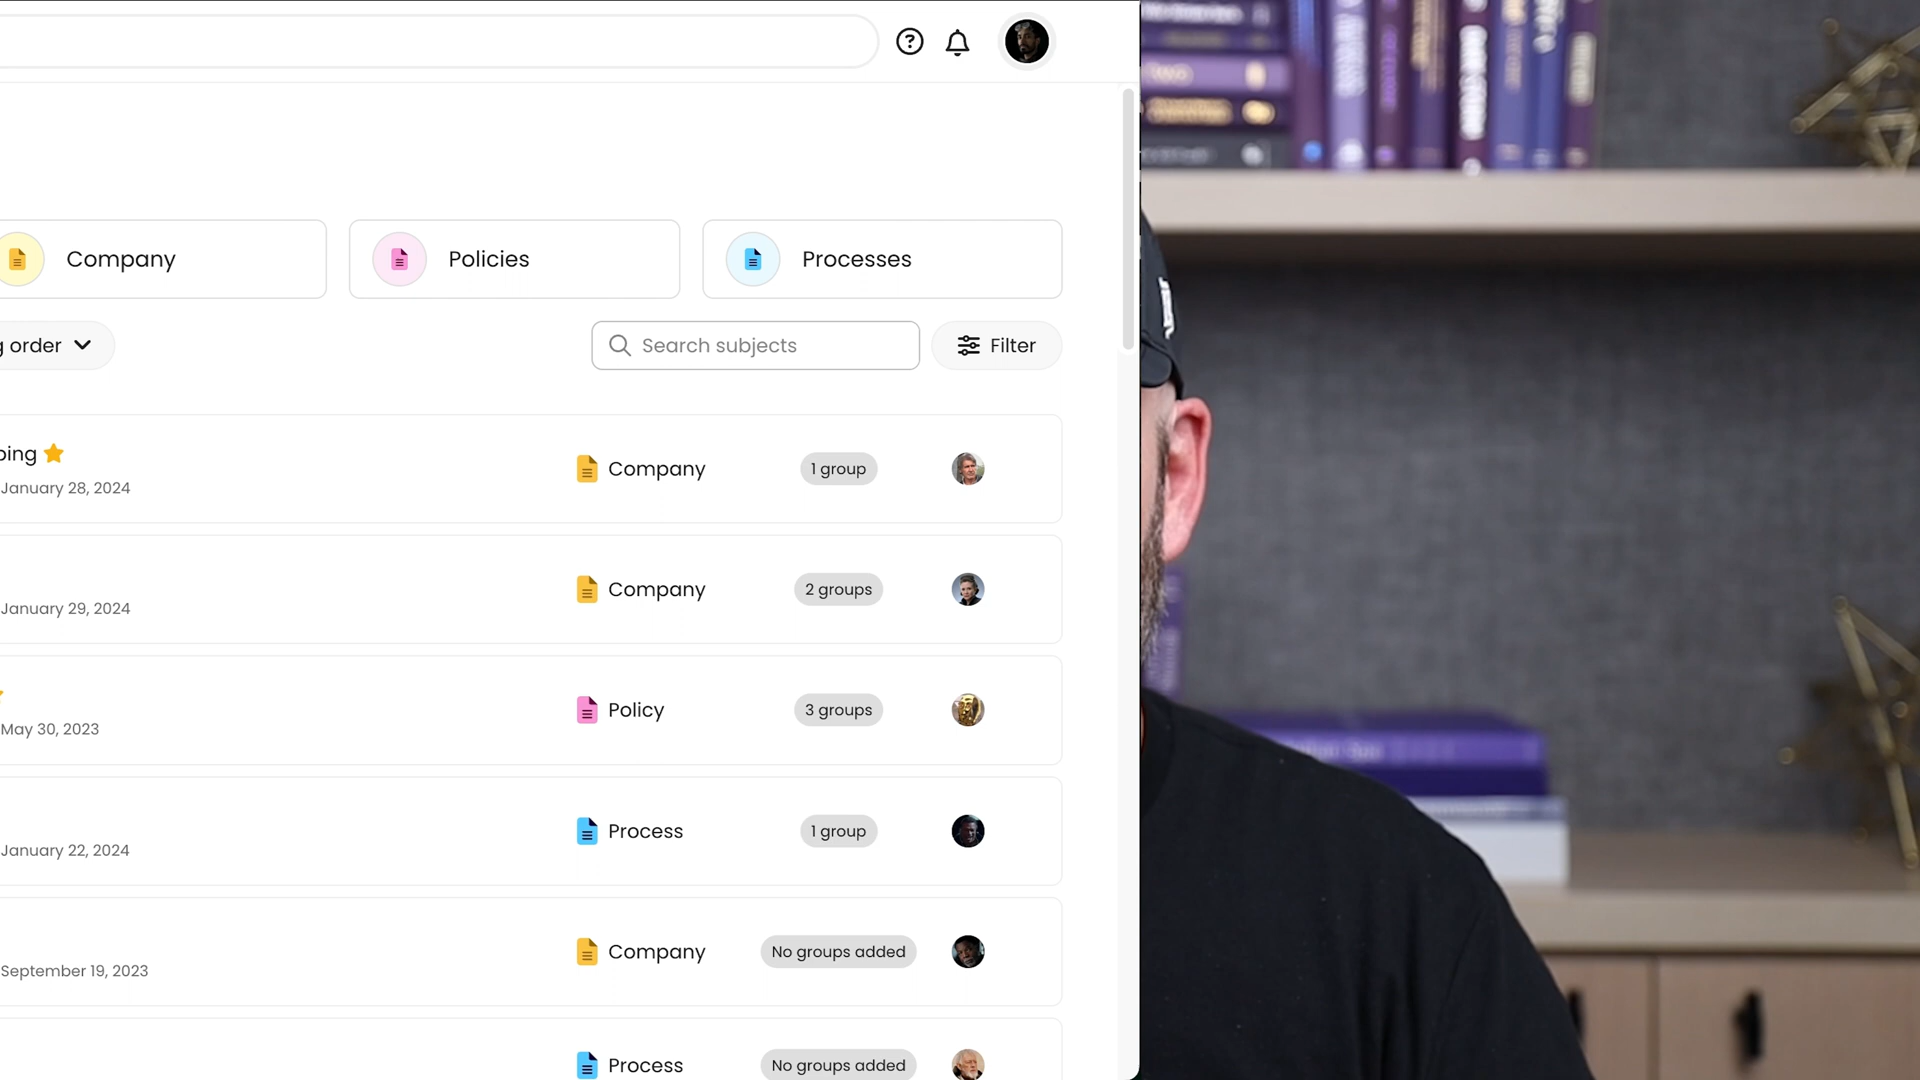 Company
Policies
Processes
g order
Search subjects
Filter
oing
January 28, 2024
Company
1 group
January 29, 2024
Company
2 groups
May 30, 2023
Policy
3 groups
January 22, 2024
Process
1 group
September 19, 2023
Company
No groups added
Process
No groups added